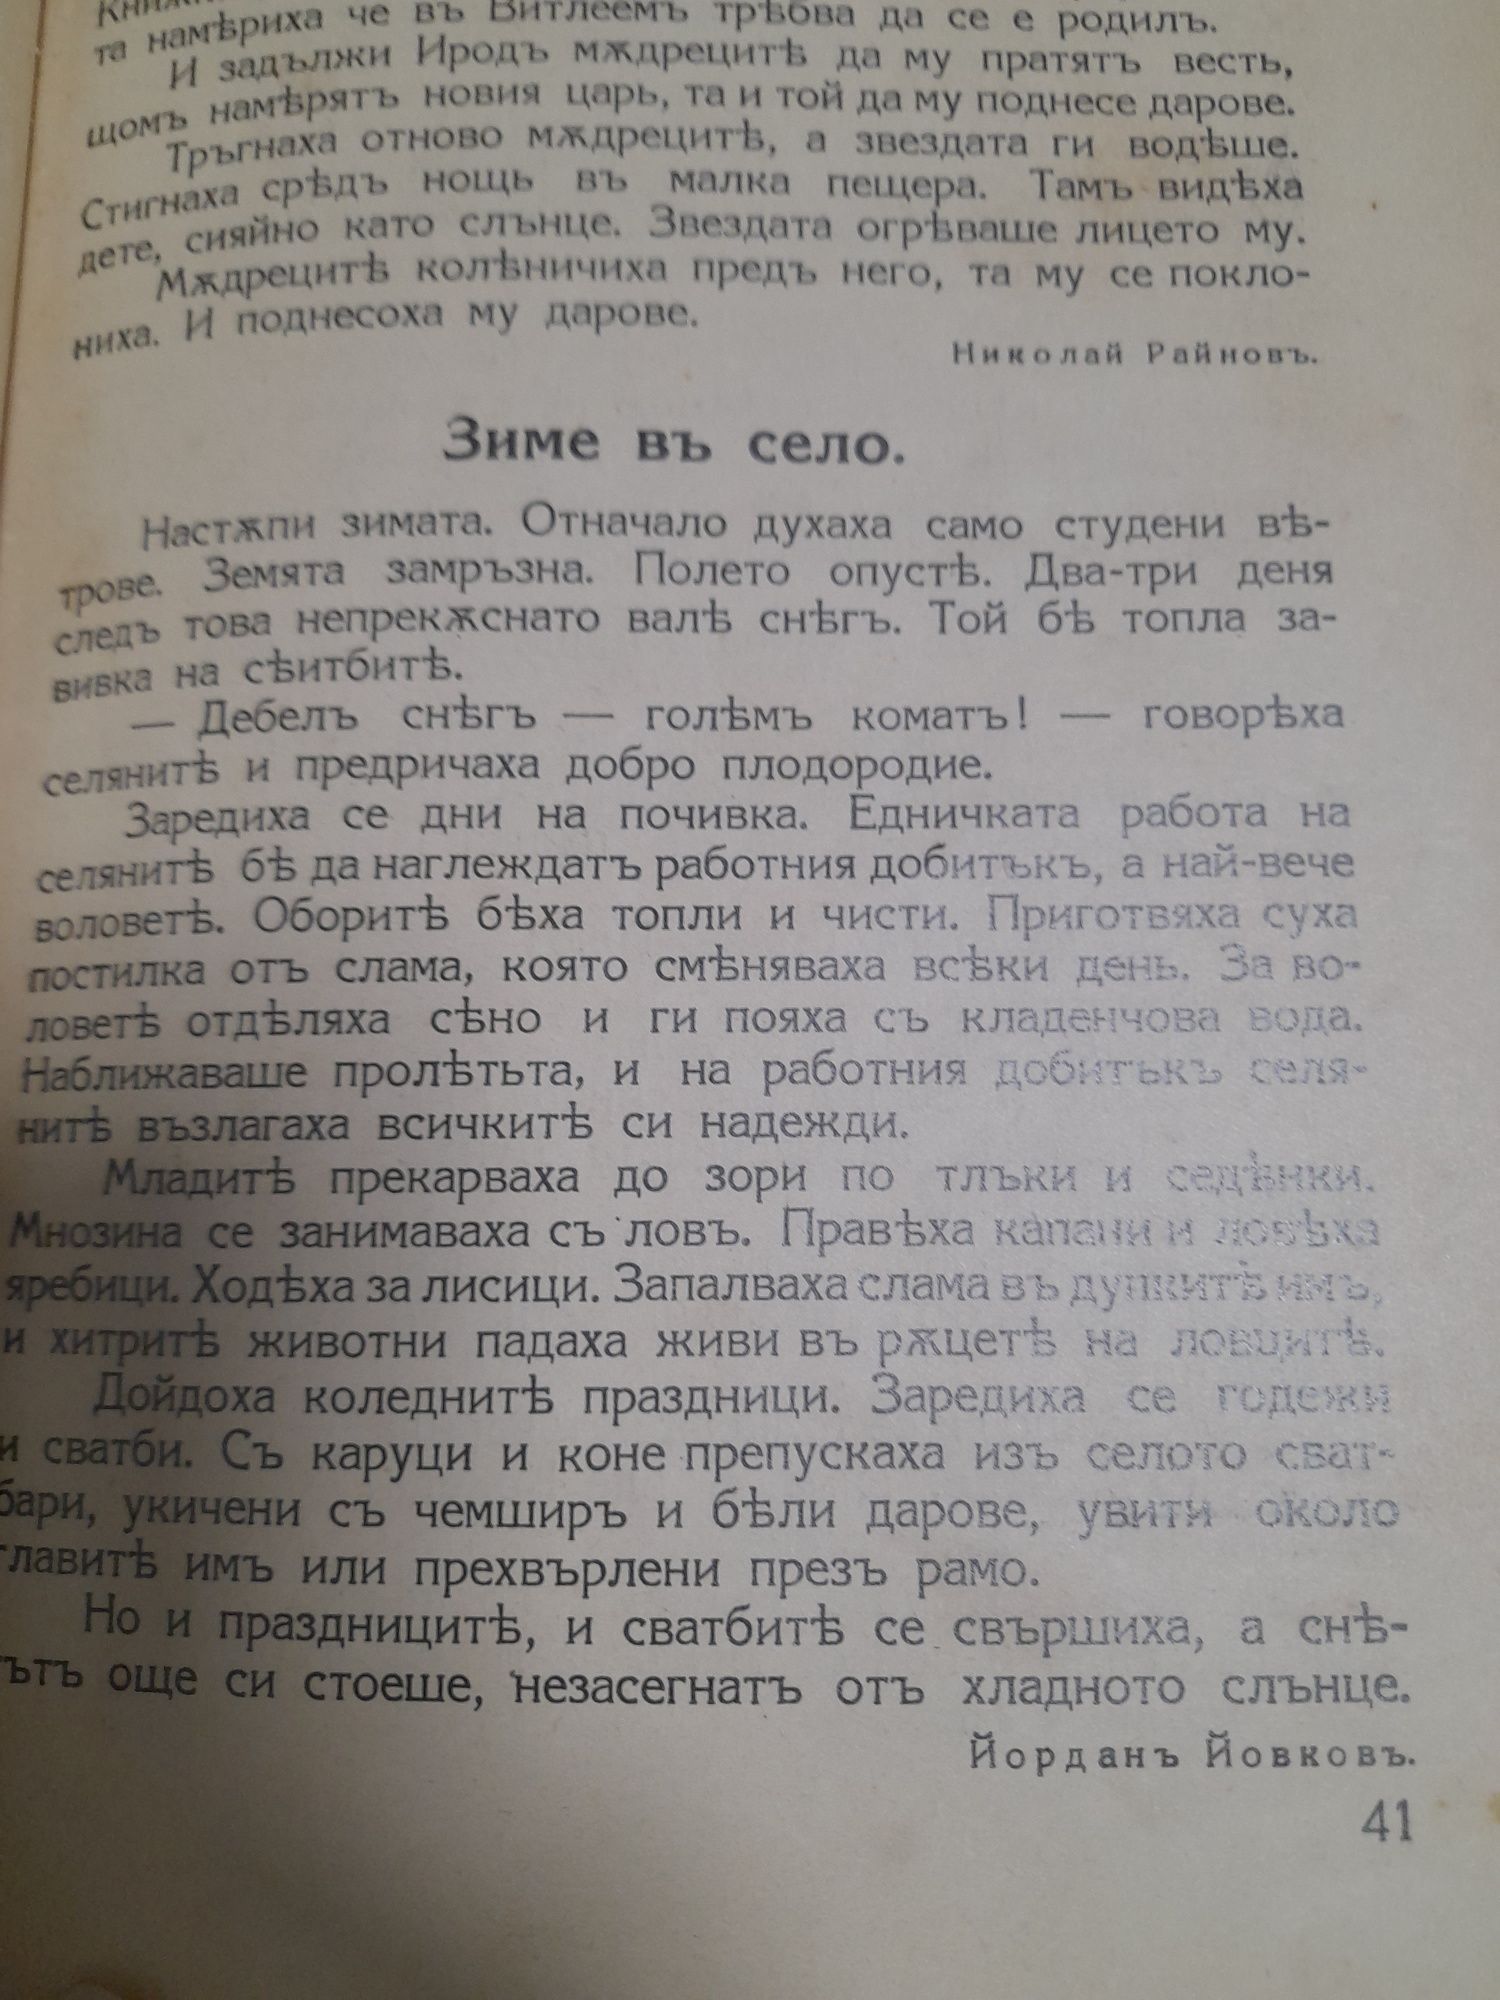 та намѣриха че въ Витлеемъ трѣбва да се е родилъ.
И задължи Иродъ мѫдрецитѣ да му пратятъ весть,
щомъ намѣрятъ новия царь, та и той да му поднесе дарове.
Тръгнаха отново мѫдрецитѣ, а звездата ги водѣше.
Стигнаха срѣдъ нощь въ малка пещера. Тамъ видѣха
дете, сияйно като слънце. Звездата огрѣваше лицето му.
Мѫдрецитѣ колѣничиха предъ него, та му се покло-
ниха. И поднесоха му дарове.
Николай Райновъ.
Зиме въ село.
Настѫпи зимата. Отначало духаха само студени вѣ-
трове. Земята замръзна. Полето опустѣ. Два-три деня
следъ това непрекѫснато валѣ снѣгъ. Той бѣ топла за-
вивка на сѣитбитѣ.
— Дебелъ снѣгъ — голѣмъ коматъ! — говорѣха
селянитѣ и предричаха добро плодородие.
Заредиха се дни на почивка. Едничката работа на
селянитѣ бѣ да наглеждатъ работния добитъкъ, а най-вече
воловетѣ. Оборитѣ бѣха топли и чисти. Приготвяха суха
постилка отъ слама, която смѣняваха всѣки день. За во-
ловетѣ отдѣляха сѣно и ги пояха съ кладенчова вода.
Наближаваше пролѣтьта, и на работния добитъкъ селя-
нитѣ възлагаха всичкитѣ си надежди.
Младитѣ прекарваха до зори по тлъки и седѣнки.
Мнозина се занимаваха съ ловъ. Правѣха капани и ловѣха
яребици. Ходѣха за лисици. Запалваха слама въ дупкитѣ имъ,
и хитритѣ животни падаха живи въ рѫцетѣ на ловцитѣ.
Дойдоха коледнитѣ праздници. Заредиха се годежи
и сватби. Съ каруци и коне препускаха изъ селото сват-
бари, укичени съ чемширъ и бѣли дарове, увити около
главитѣ имъ или прехвърлени презъ рамо.
Но и праздницитѣ, и сватбитѣ се свършиха, а снѣ-
гътъ още си стоеше, незасегнатъ отъ хладното слънце.
Йорданъ Йовковъ.
41